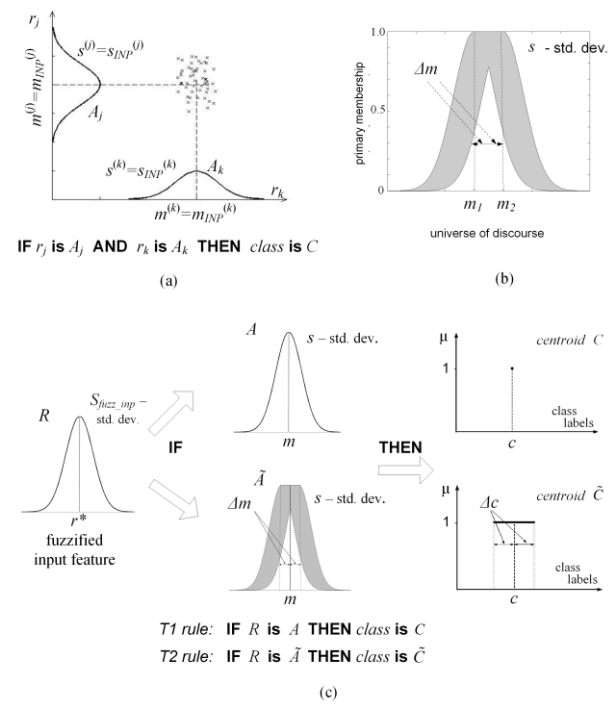 r_j
s^(j)=s_INP^(j)
m^(j)=m_INP^(j)
A_j
s^(k)=s_INP^(k)
A_k
r_k
m^(k)=m_INP^(k)
IF r_j is A_j AND r_k is A_k THEN class is C
(a)
1.0
s - std. dev.
Δm
primary membership
0.5
0
m_1 m_2
universe of discourse
(b)
A
s – std. dev.
m
μ
centroid C
1
class
labels
c
S_fuzz_inp –
std. dev.
R
r*
fuzzified
input feature
IF
THEN
Ã
s – std. dev.
Δm
m
μ
centroid C̃
Δc
1
class
labels
c
T1 rule: IF R is A THEN class is C
T2 rule: IF R is Ã THEN class is C̃
(c)